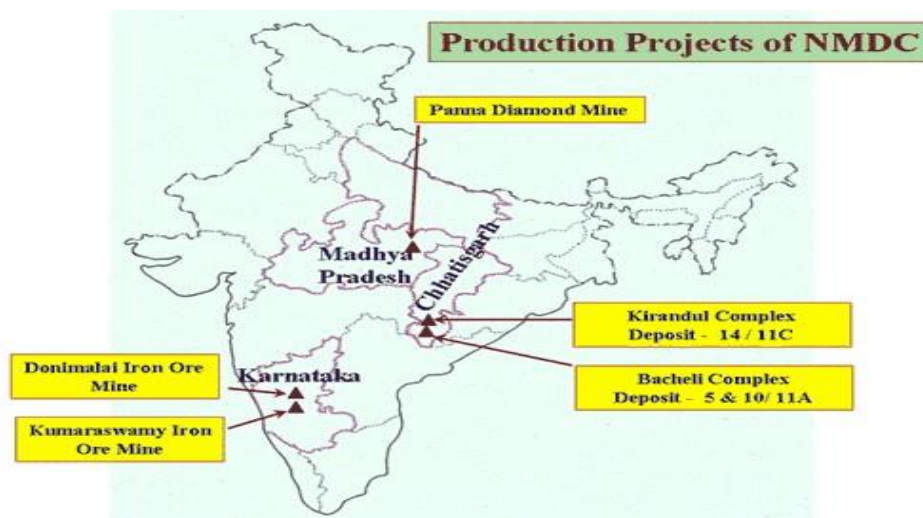 Production Projects of NMDC
Panna Diamond Mine
Madhya
Pradesh
Chhatisgarh
Kirandul Complex
Deposit - 14 / 11C
Donimalai Iron Ore
Mine
Karnataka
Bacheli Complex
Deposit - 5 & 10/ 11A
Kumaraswamy Iron
Ore Mine